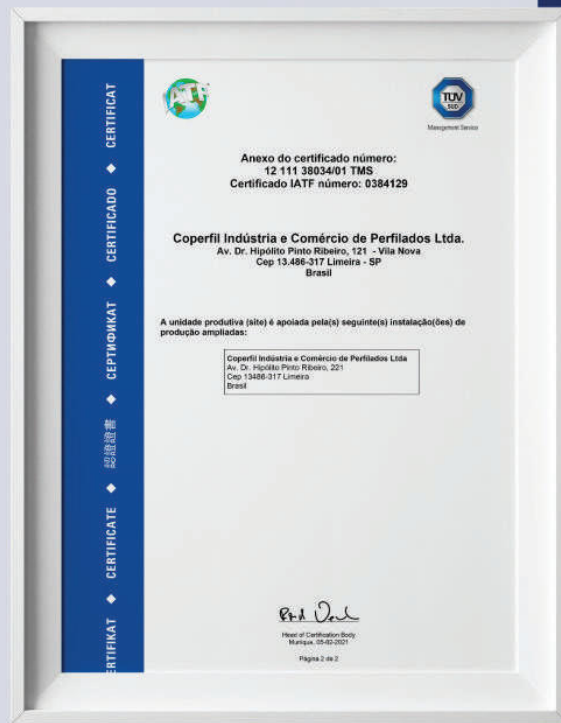 IATF
TÜV
SÜD
Management Service
Anexo do certificado número:
12 111 38034/01 TMS
Certificado IATF número: 0384129
Coperfil Indústria e Comércio de Perfilados Ltda.
Av. Dr. Hipólito Pinto Ribeiro, 121 - Vila Nova
Cep 13.486-317 Limeira - SP
Brasil
A unidade produtiva (site) é apoiada pela(s) seguinte(s) instalação(ões) de
produção ampliadas:
Coperfil Indústria e Comércio de Perfilados Ltda
Av. Dr. Hipólito Pinto Ribeiro, 221
Cep 13486-317 Limeira
Brasil
Head of Certification Body
Munique, 05-02-2021
Página 2 de 2
ERTIFIKAT ◆ CERTIFICATE ◆ 認證證書 ◆ СЕРТИФИКАТ ◆ CERTIFICADO ◆ CERTIFICAT